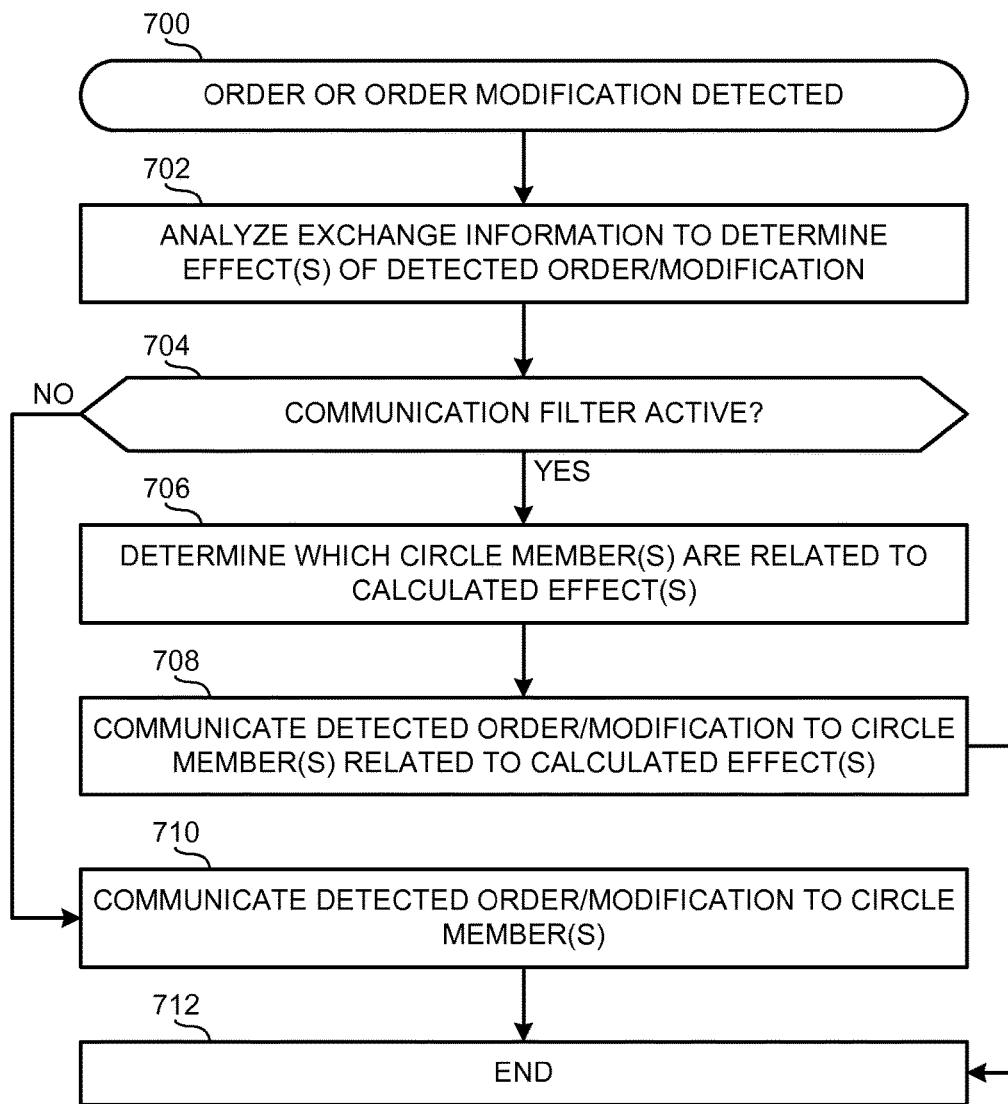 700
ORDER OR ORDER MODIFICATION DETECTED
702
ANALYZE EXCHANGE INFORMATION TO DETERMINE
EFFECT(S) OF DETECTED ORDER/MODIFICATION
704
NO
COMMUNICATION FILTER ACTIVE?
YES
706
DETERMINE WHICH CIRCLE MEMBER(S) ARE RELATED TO
CALCULATED EFFECT(S)
708
COMMUNICATE DETECTED ORDER/MODIFICATION TO CIRCLE
MEMBER(S) RELATED TO CALCULATED EFFECT(S)
710
COMMUNICATE DETECTED ORDER/MODIFICATION TO CIRCLE
MEMBER(S)
712
END